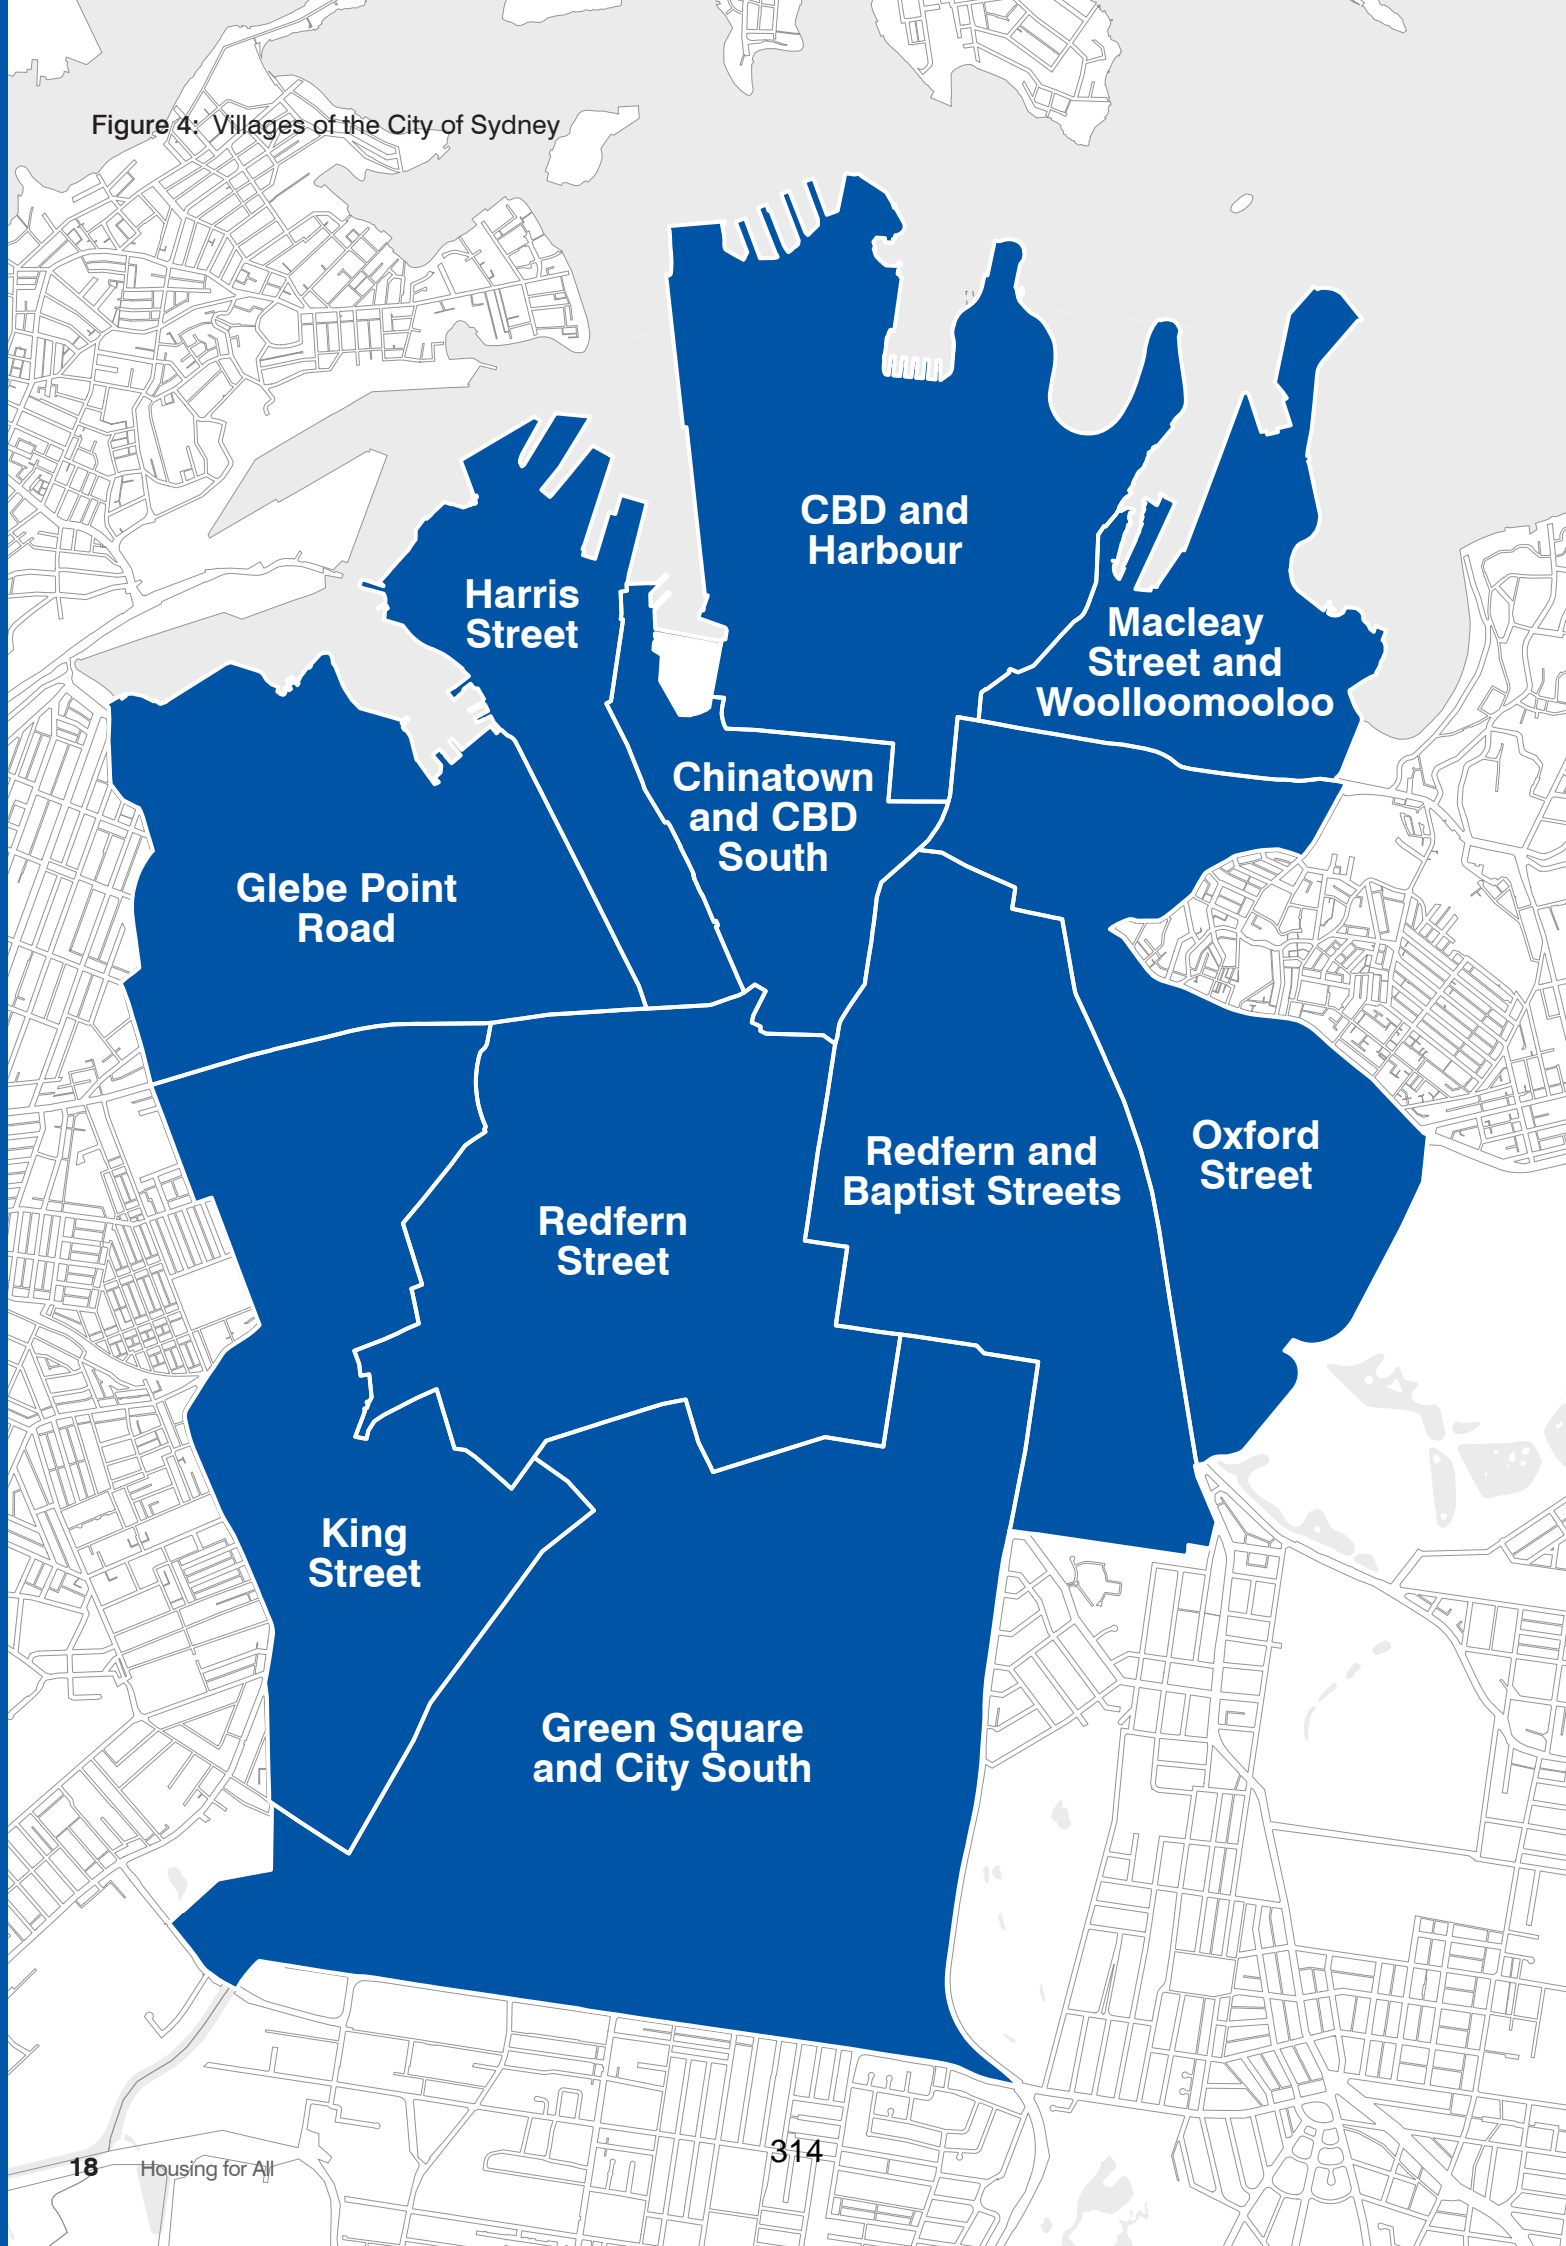 Figure 4: Villages of the City of Sydney
CBD and
Harbour
Harris
Street
Macleay
Street and
Woolloomooloo
Chinatown
and CBD
South
Glebe Point
Road
Redfern and
Baptist Streets
Oxford
Street
Redfern
Street
King
Street
Green Square
and City South
314
18 Housing for All